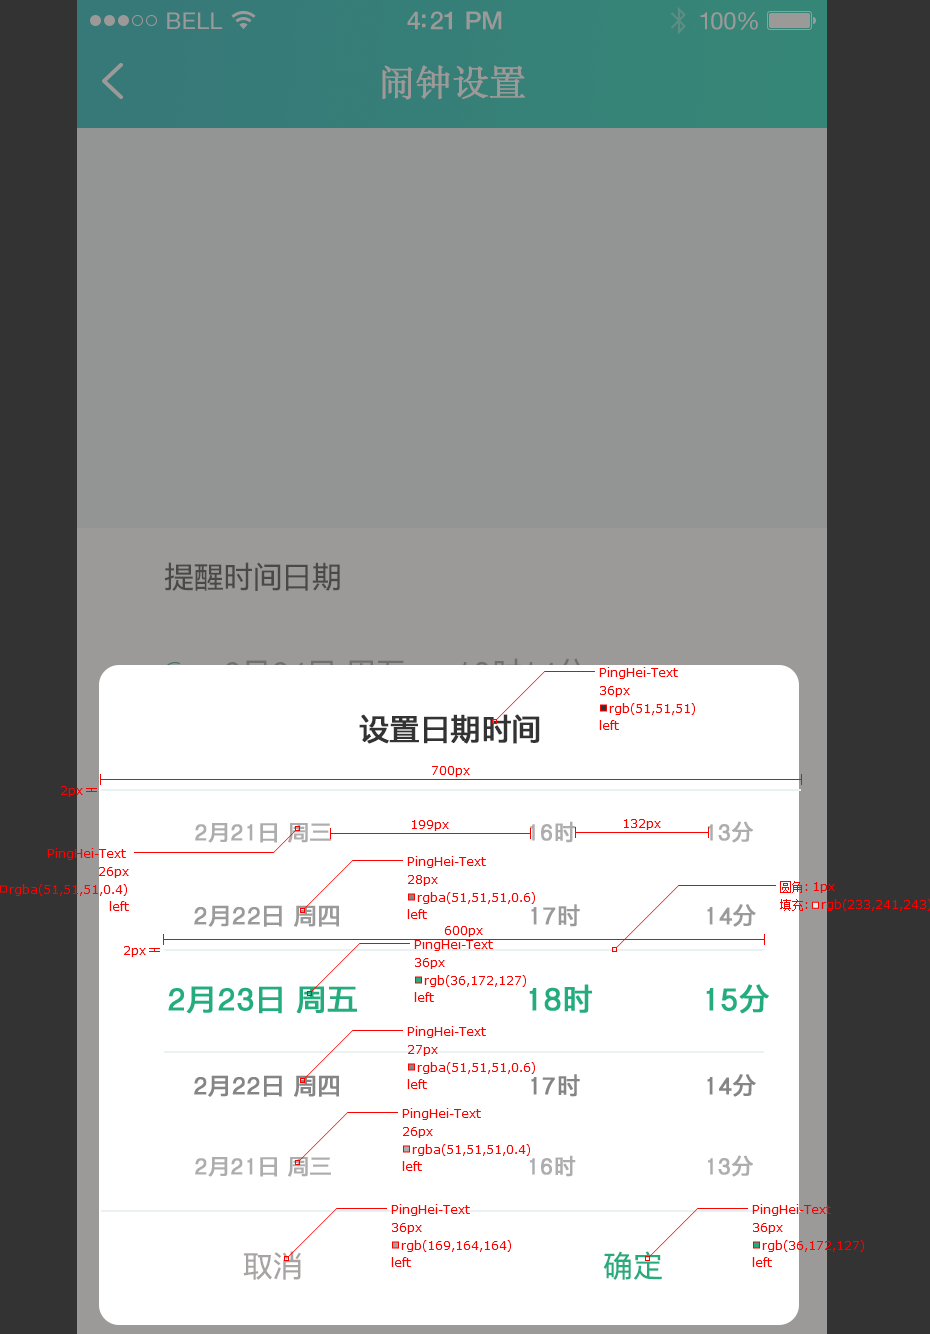 BELL 4:21 PM 100%
闹钟设置
提醒时间日期
PingHei-Text
36px
rgb(51,51,51)
left
设置日期时间
700px
2px
2月21日 周三 16时 13分
199px
132px
PingHei-Text
26px
rgba(51,51,51,0.4)
left
PingHei-Text
28px
rgba(51,51,51,0.6)
left
圆角: 1px
填充: rgb(233,241,243)
2月22日 周四 17时 14分
600px
2px
PingHei-Text
36px
rgb(36,172,127)
left
2月23日 周五 18时 15分
PingHei-Text
27px
rgba(51,51,51,0.6)
left
2月22日 周四 17时 14分
PingHei-Text
26px
rgba(51,51,51,0.4)
left
2月21日 周三 16时 13分
PingHei-Text
36px
rgb(169,164,164)
left
PingHei-Text
36px
rgb(36,172,127)
left
取消 确定